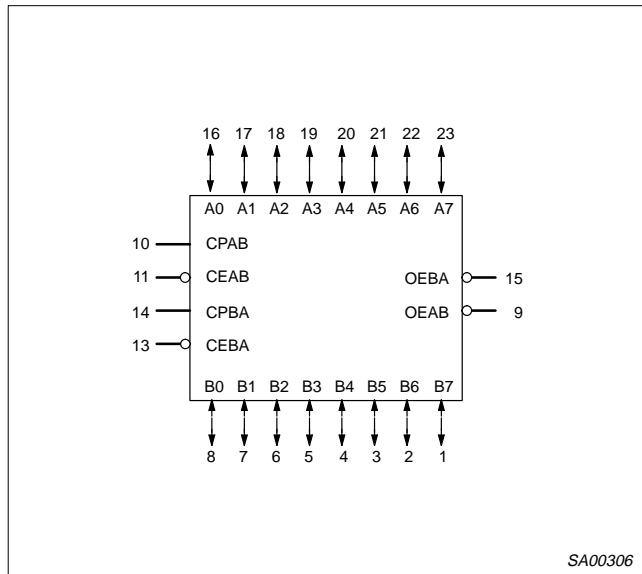 16 17 18 19 20 21 22 23
A0 A1 A2 A3 A4 A5 A6 A7
10 CPAB
11 CEAB OEBA 15
14 CPBA OEAB 9
13 CEBA
B0 B1 B2 B3 B4 B5 B6 B7
8 7 6 5 4 3 2 1
SA00306